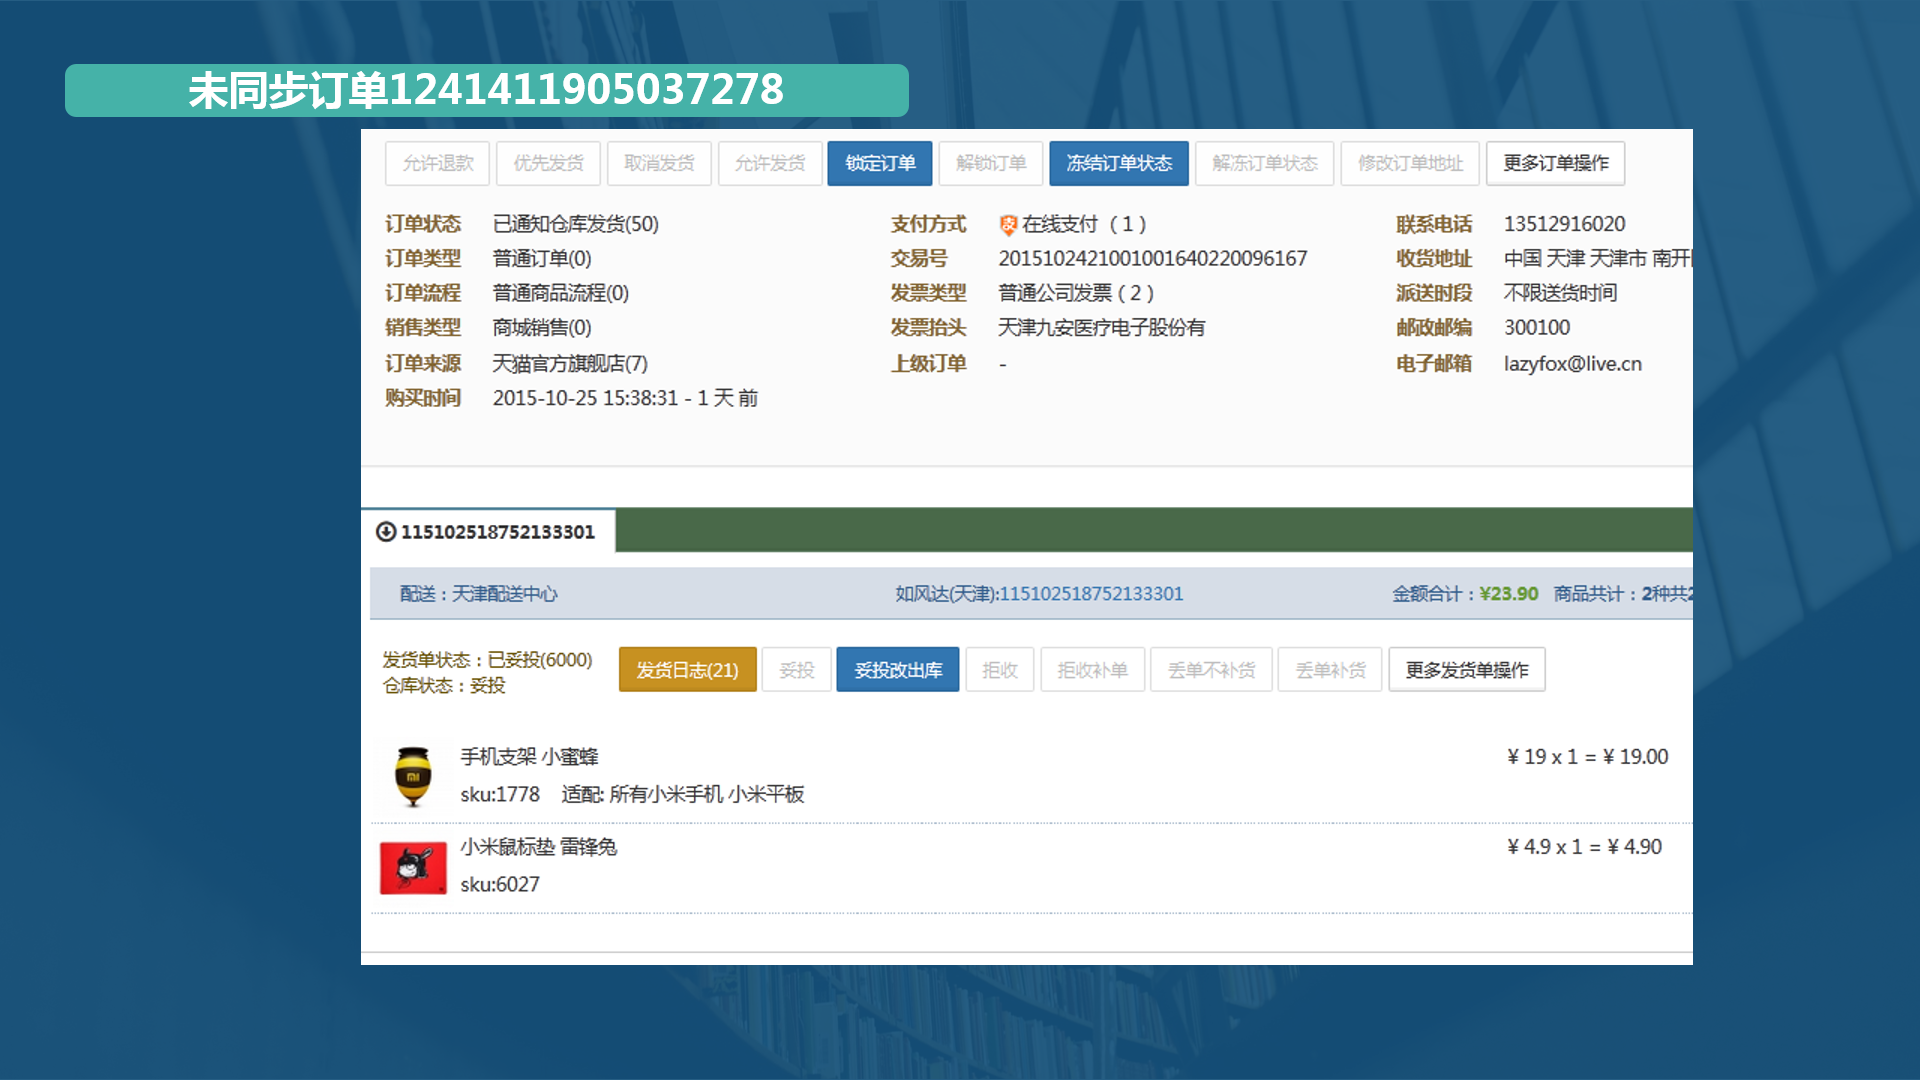 未同步订单1241411905037278
允许退款 优先发货 取消发货 允许发货 锁定订单 解锁订单 冻结订单状态 解冻订单状态 修改订单地址 更多订单操作
订单状态 已通知仓库发货(50) 支付方式 支 在线支付（1） 联系电话 13512916020
订单类型 普通订单(0) 交易号 2015102421001001640220096167 收货地址 中国 天津 天津市 南开
订单流程 普通商品流程(0) 发票类型 普通公司发票（2） 派送时段 不限送货时间
销售类型 商城销售(0) 发票抬头 天津九安医疗电子股份有 邮政邮编 300100
订单来源 天猫官方旗舰店(7) 上级订单 - 电子邮箱 lazyfox@live.cn
购买时间 2015-10-25 15:38:31 - 1 天 前
115102518752133301
配送：天津配送中心 如风达(天津):115102518752133301 金额合计：¥23.90 商品共计：2种共2
发货单状态：已妥投(6000) 发货日志(21) 妥投 妥投改出库 拒收 拒收补单 丢单不补货 丢单补货 更多发货单操作
仓库状态：妥投
手机支架 小蜜蜂 ¥ 19 x 1 = ¥ 19.00
sku:1778 适配: 所有小米手机 小米平板
小米鼠标垫 雷锋兔 ¥ 4.9 x 1 = ¥ 4.90
sku:6027